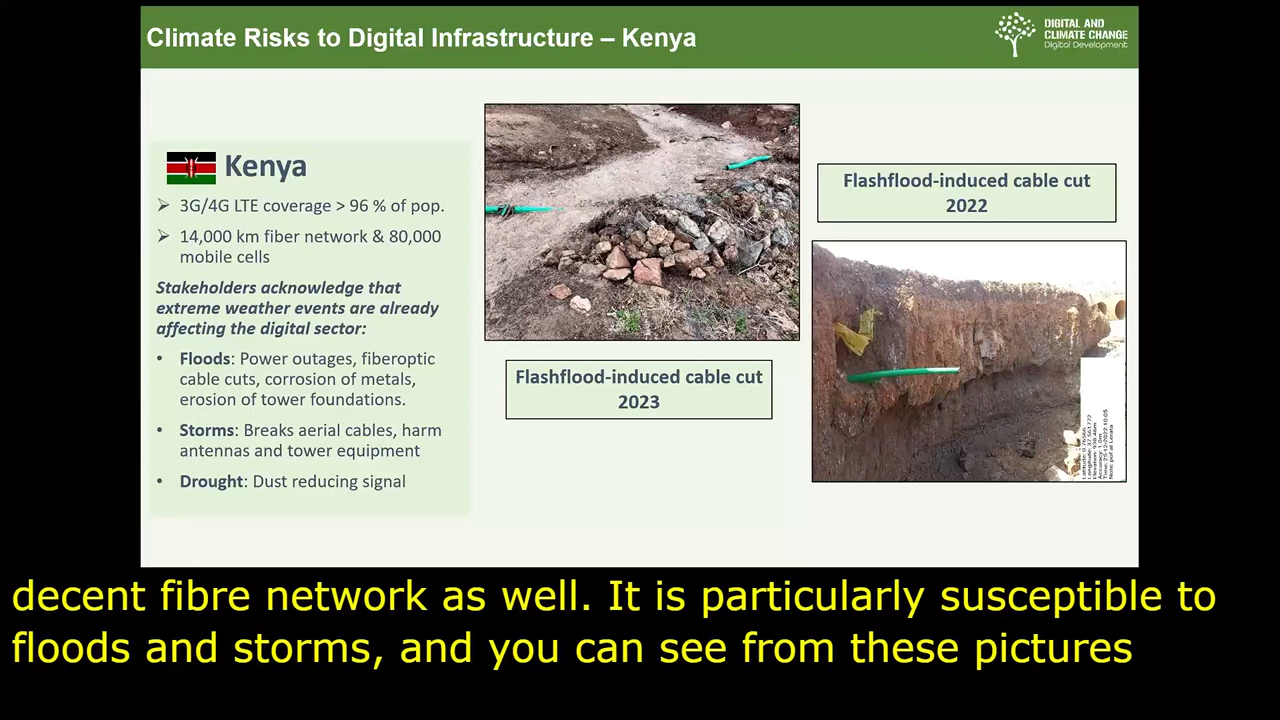 Climate Risks to Digital Infrastructure – Kenya
DIGITAL AND
CLIMATE CHANGE
Digital Development
Kenya
➢ 3G/4G LTE coverage > 96 % of pop.
➢ 14,000 km fiber network & 80,000
mobile cells
Stakeholders acknowledge that
extreme weather events are already
affecting the digital sector:
• Floods: Power outages, fiberoptic
cable cuts, corrosion of metals,
erosion of tower foundations.
• Storms: Breaks aerial cables, harm
antennas and tower equipment
• Drought: Dust reducing signal
Flashflood-induced cable cut
2023
Flashflood-induced cable cut
2022
Accuracy: 1.0m
decent fibre network as well. It is particularly susceptible to
floods and storms, and you can see from these pictures